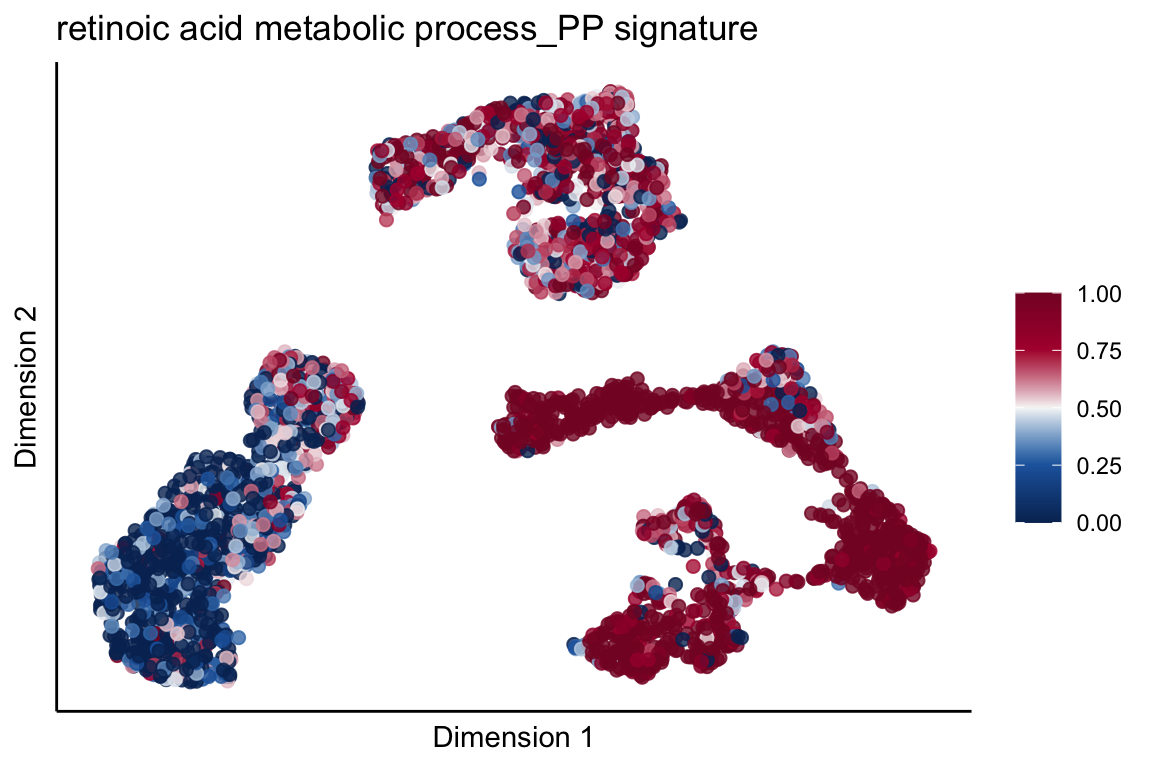 retinoic acid metabolic process_PP signature
Dimension 2
Dimension 1
1.00
0.75
0.50
0.25
0.00